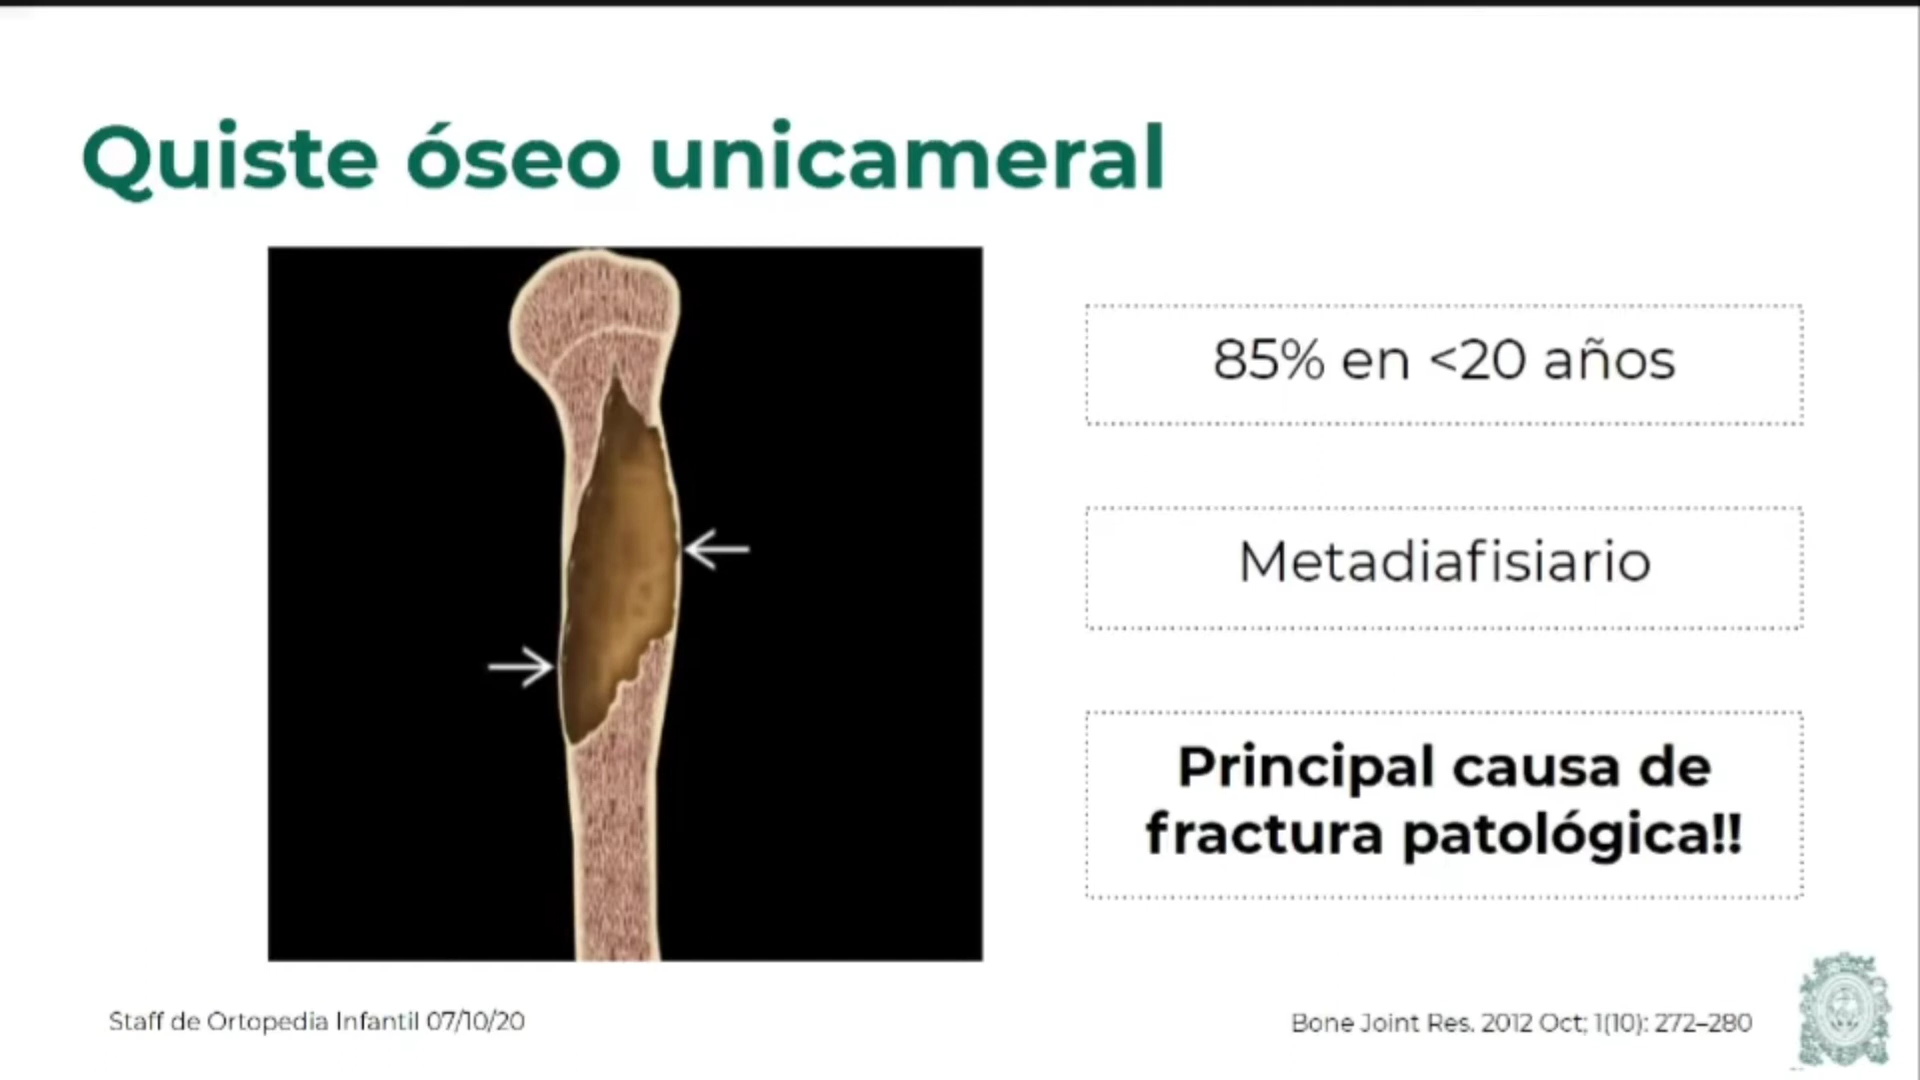 Quiste óseo unicameral
85% en <20 años
Metadiafisiario
Principal causa de
fractura patológica!!
Staff de Ortopedia Infantil 07/10/20
Bone Joint Res. 2012 Oct; 1(10): 272–280